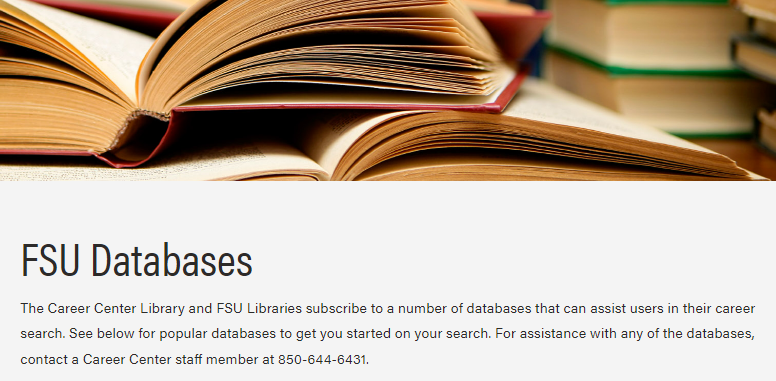 FSU Databases
The Career Center Library and FSU Libraries subscribe to a number of databases that can assist users in their career
search. See below for popular databases to get you started on your search. For assistance with any of the databases,
contact a Career Center staff member at 850-644-6431.